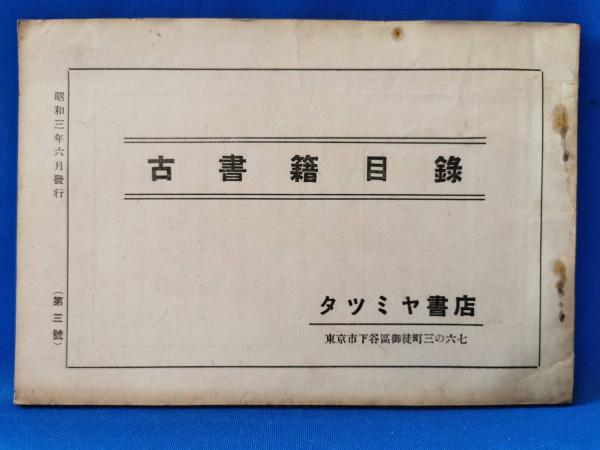 古書籍目錄
タツミヤ書店
東京市下谷區御徒町三の六七
昭和三年六月發行
（第三號）